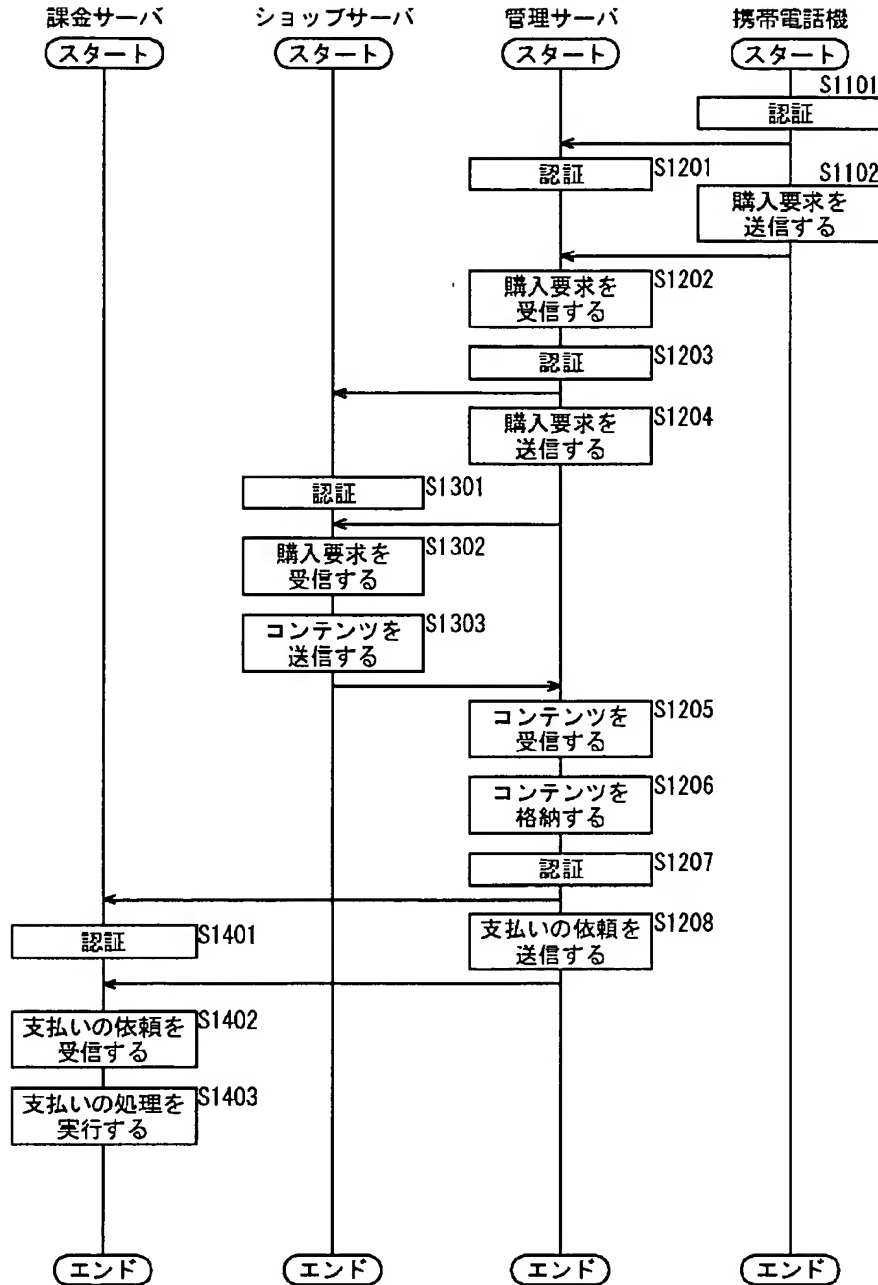 課金サーバ
ショップサーバ
管理サーバ
携帯電話機
スタート
スタート
スタート
スタート
S1101
認証
認証
S1201
S1102
購入要求を
送信する
購入要求を
受信する
S1202
認証
S1203
購入要求を
送信する
S1204
認証
S1301
購入要求を
受信する
S1302
コンテンツを
送信する
S1303
コンテンツを
受信する
S1205
コンテンツを
格納する
S1206
認証
S1207
認証
S1401
支払いの依頼を
送信する
S1208
支払いの依頼を
受信する
S1402
支払いの処理を
実行する
S1403
エンド
エンド
エンド
エンド